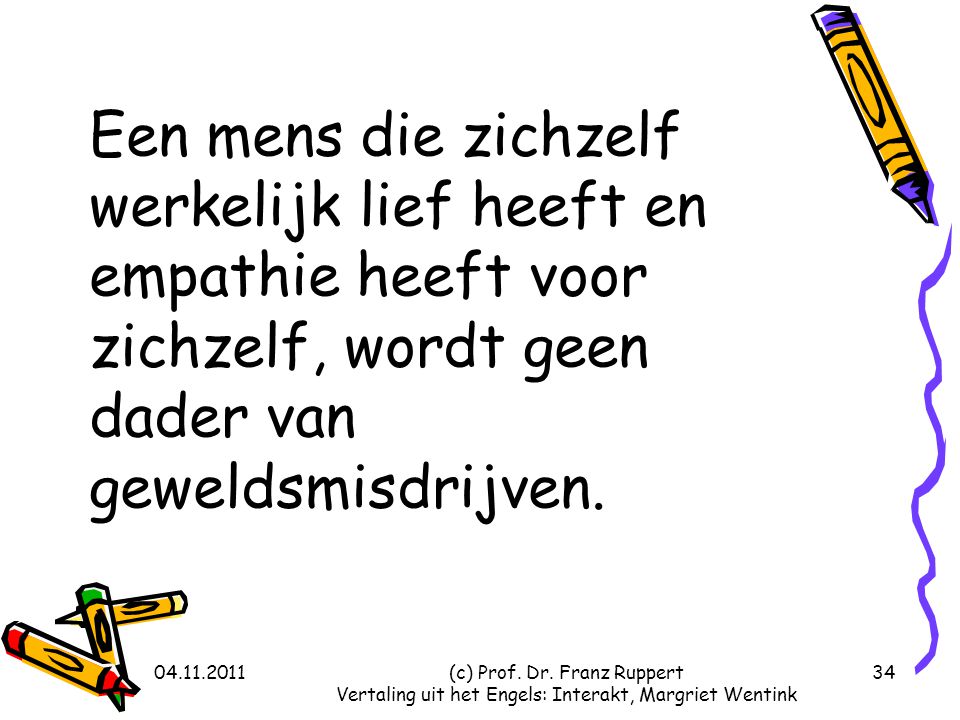 Een mens die zichzelf
werkelijk lief heeft en
empathie heeft voor
zichzelf, wordt geen
dader van
geweldsmisdrijven.
04.11.2011
(c) Prof. Dr. Franz Ruppert
Vertaling uit het Engels: Interakt, Margriet Wentink
34